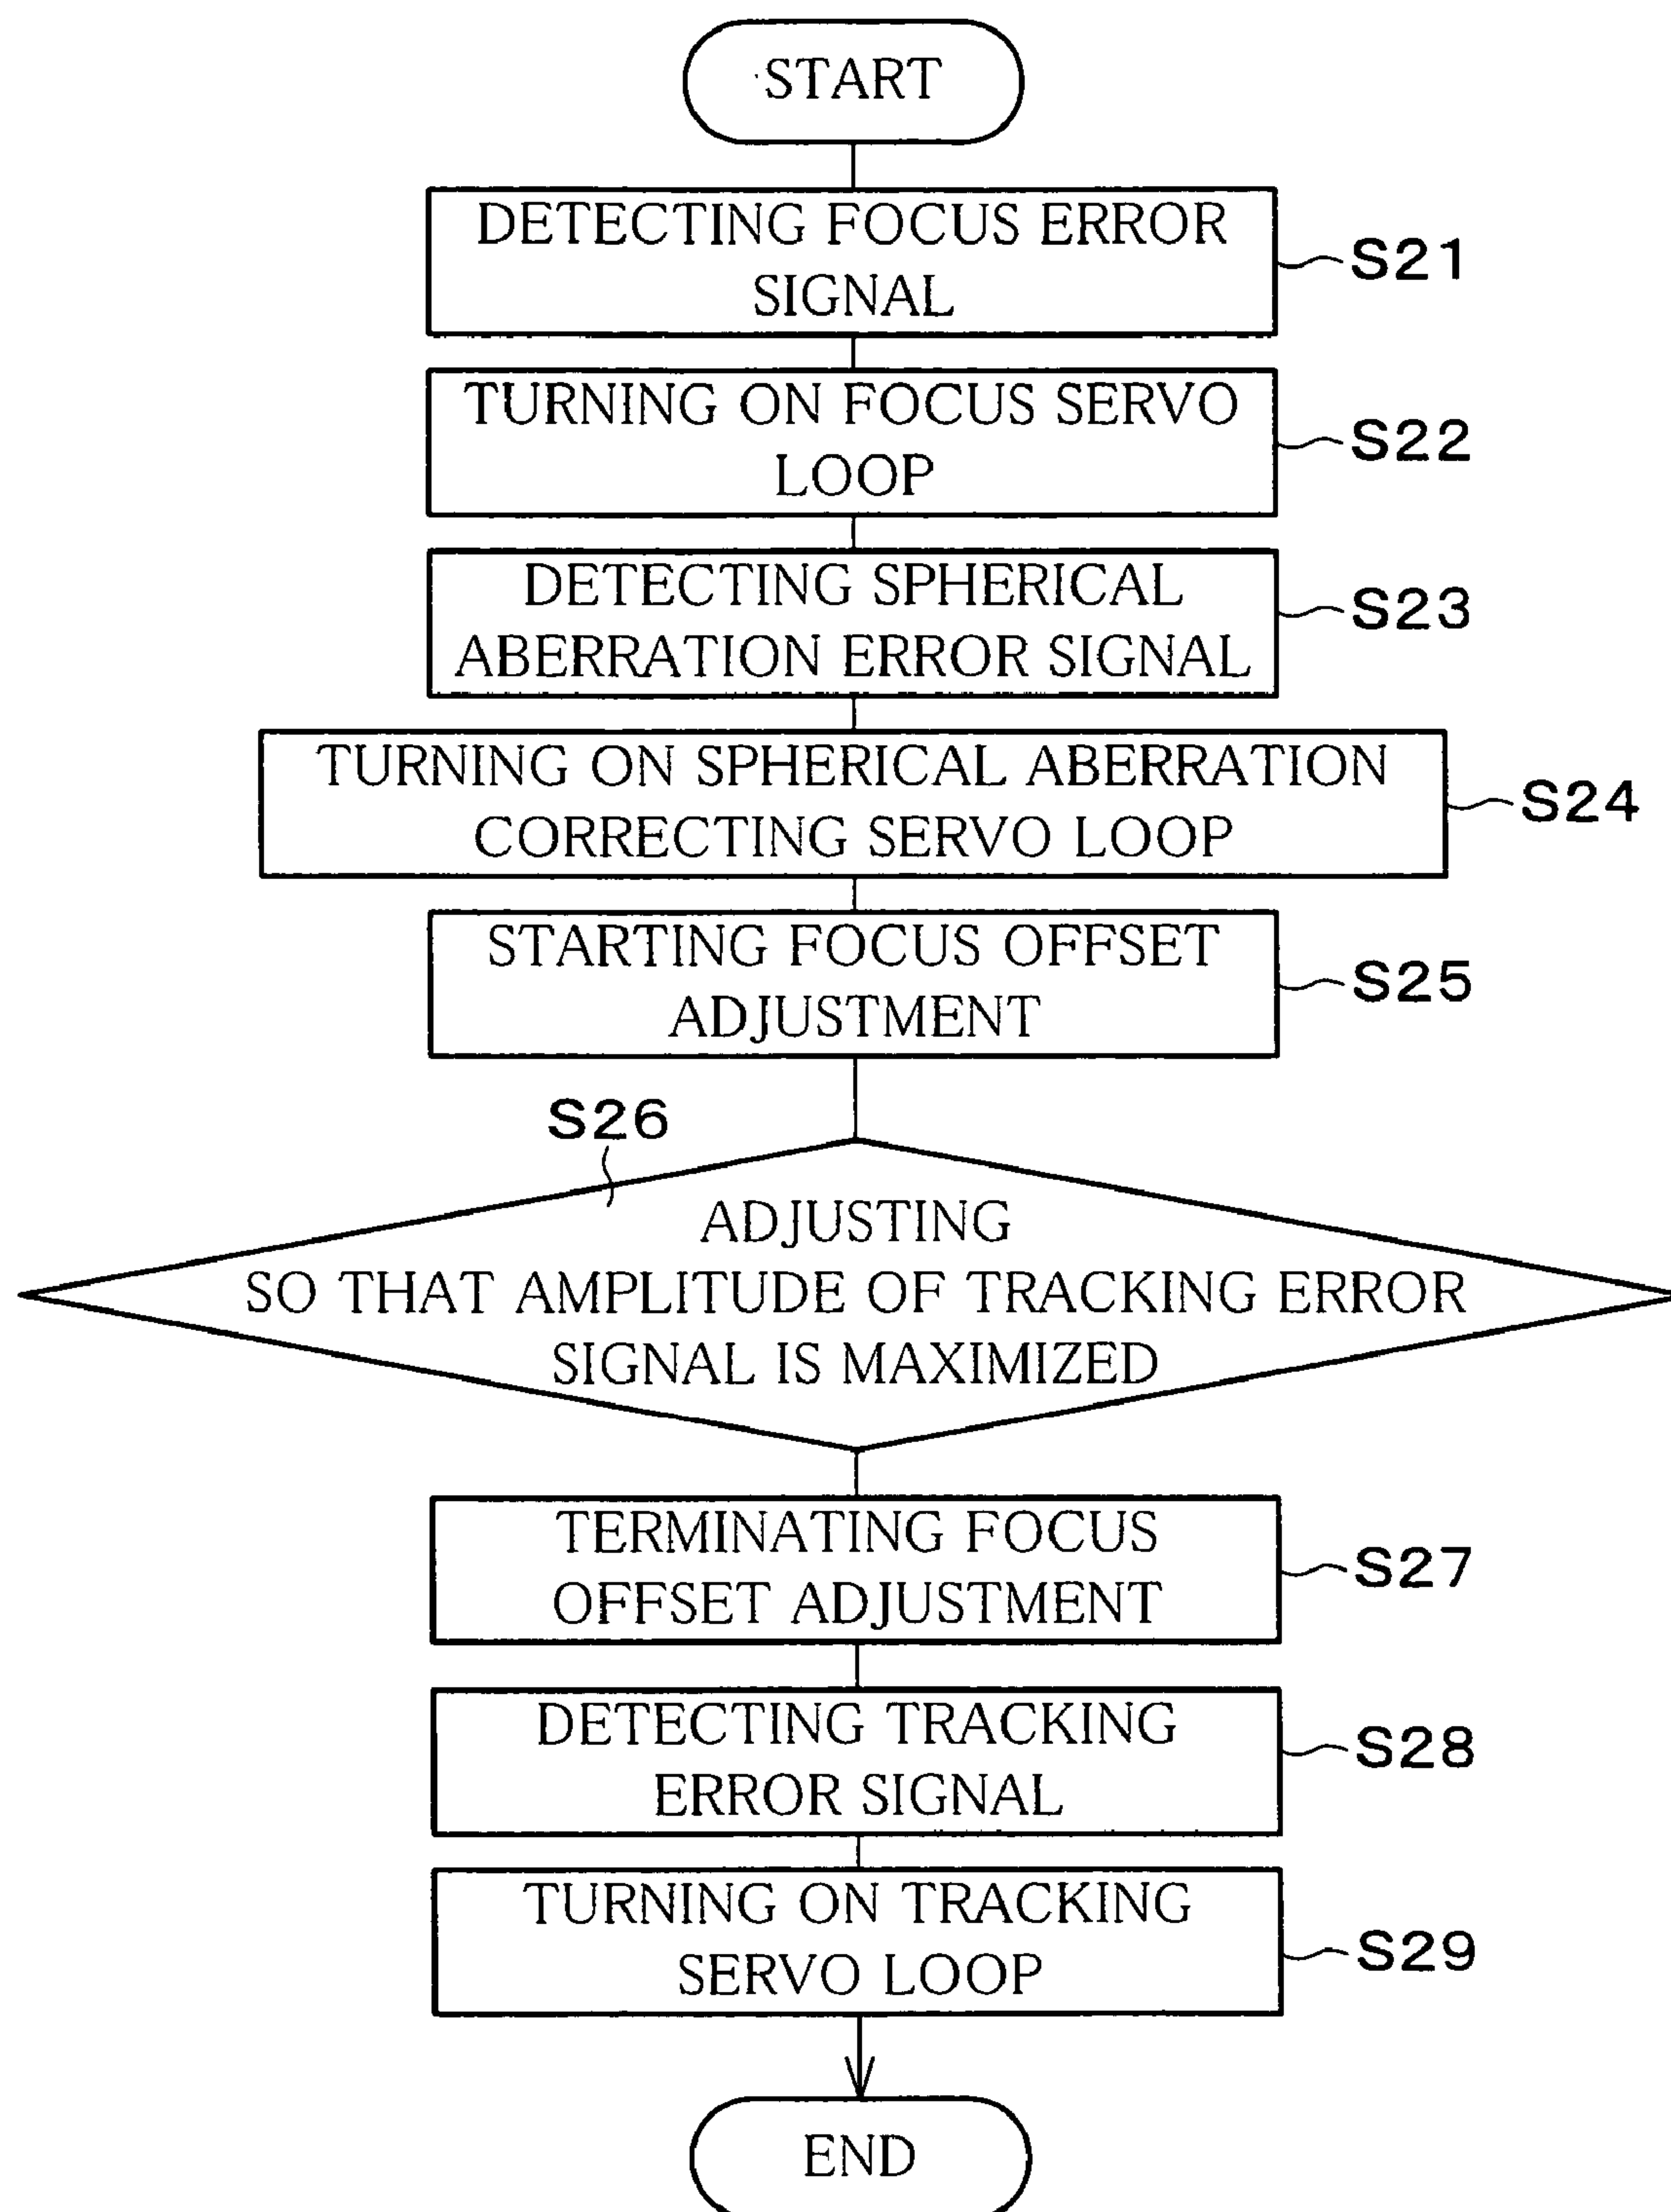 START
DETECTING FOCUS ERROR
SIGNAL
S21
TURNING ON FOCUS SERVO
LOOP
S22
DETECTING SPHERICAL
ABERRATION ERROR SIGNAL
S23
TURNING ON SPHERICAL ABERRATION
CORRECTING SERVO LOOP
S24
STARTING FOCUS OFFSET
ADJUSTMENT
S25
S26
ADJUSTING
SO THAT AMPLITUDE OF TRACKING ERROR
SIGNAL IS MAXIMIZED
TERMINATING FOCUS
OFFSET ADJUSTMENT
S27
DETECTING TRACKING
ERROR SIGNAL
S28
TURNING ON TRACKING
SERVO LOOP
S29
END